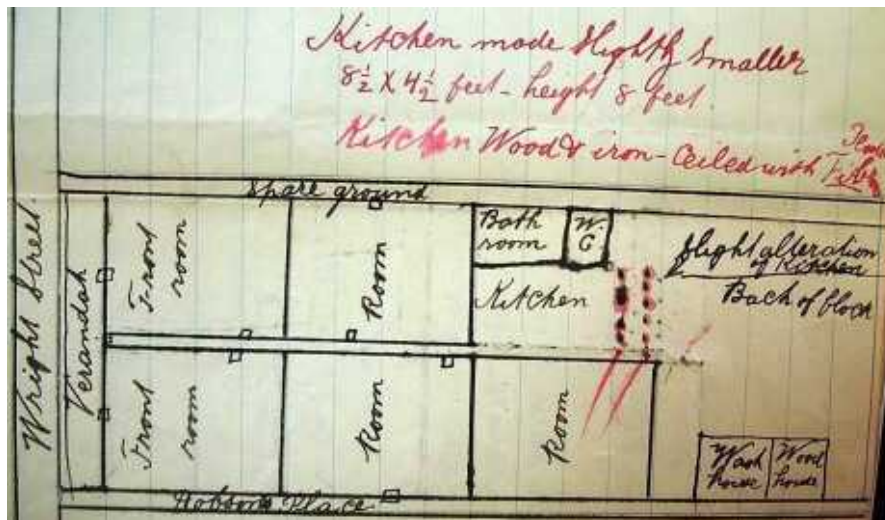 Kitchen made slightly smaller
8½ X 4½ feet - height 8 feet.
Kitchen Wood & iron - Ceiled with
Spare ground
Wright Street.
Verandah
Front room
Room
Bath room
W.C
Kitchen
Slight alteration
of Kitchen
Back of block
Front room
Room
Room
Wash house
Wood house
Hobsons Place